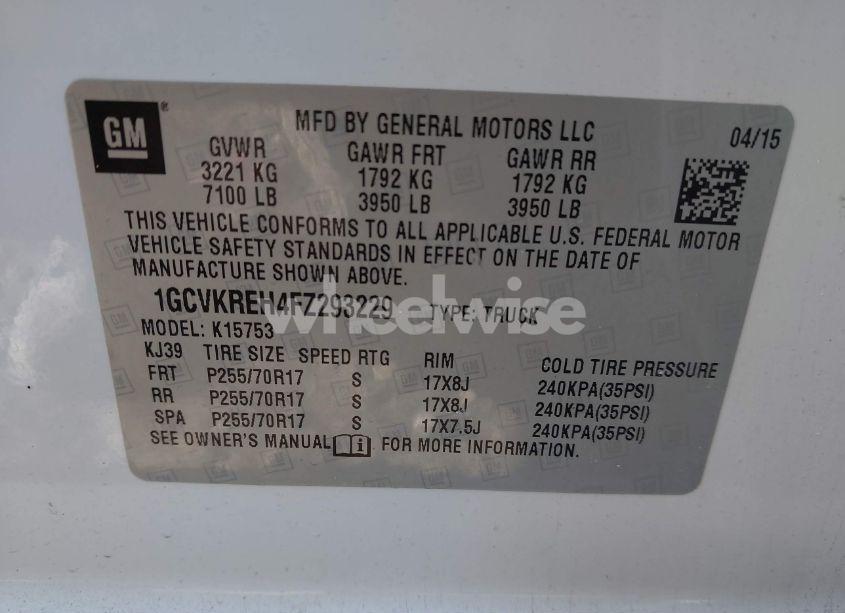 GM ®
MFD BY GENERAL MOTORS LLC 04/15
GVWR GAWR FRT GAWR RR
3221 KG 1792 KG 1792 KG
7100 LB 3950 LB 3950 LB
THIS VEHICLE CONFORMS TO ALL APPLICABLE U.S. FEDERAL MOTOR
VEHICLE SAFETY STANDARDS IN EFFECT ON THE DATE OF
MANUFACTURE SHOWN ABOVE.
1GCVKREH4FZ293229 TYPE: TRUCK
wheelwise
MODEL: K15753
KJ39 TIRE SIZE SPEED RTG RIM COLD TIRE PRESSURE
FRT P255/70R17 S 17X8J 240KPA(35PSI)
RR P255/70R17 S 17X8J 240KPA(35PSI)
SPA P255/70R17 S 17X7.5J 240KPA(35PSI)
SEE OWNER'S MANUAL FOR MORE INFORMATION.